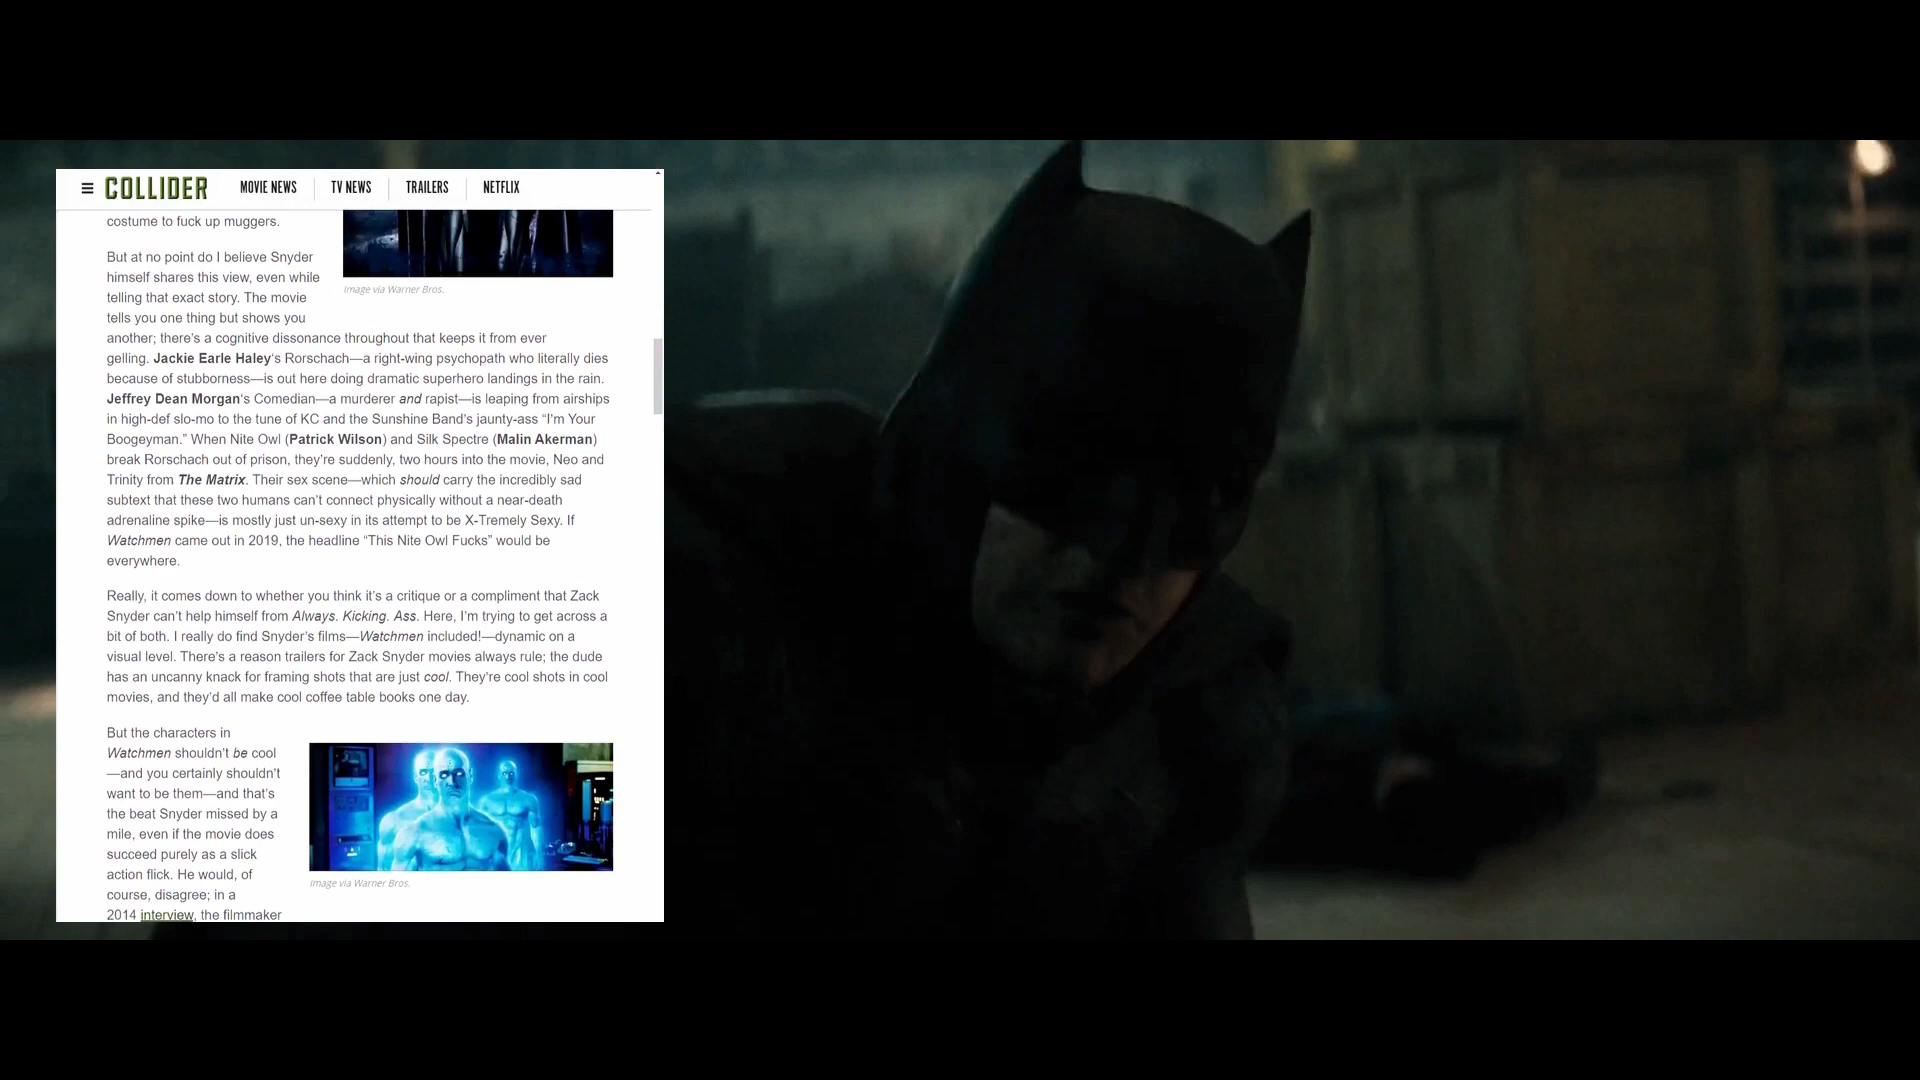 COLLIDER MOVIE NEWS TV NEWS TRAILERS NETFLIX
costume to fuck up muggers.
But at no point do I believe Snyder
himself shares this view, even while
telling that exact story. The movie
tells you one thing but shows you
Image via Warner Bros.
another; there’s a cognitive dissonance throughout that keeps it from ever
gelling. Jackie Earle Haley‘s Rorschach—a right-wing psychopath who literally dies
because of stubborness—is out here doing dramatic superhero landings in the rain.
Jeffrey Dean Morgan‘s Comedian—a murderer and rapist—is leaping from airships
in high-def slo-mo to the tune of KC and the Sunshine Band’s jaunty-ass “I’m Your
Boogeyman.” When Nite Owl (Patrick Wilson) and Silk Spectre (Malin Akerman)
break Rorschach out of prison, they’re suddenly, two hours into the movie, Neo and
Trinity from The Matrix. Their sex scene—which should carry the incredibly sad
subtext that these two humans can’t connect physically without a near-death
adrenaline spike—is mostly just un-sexy in its attempt to be X-Tremely Sexy. If
Watchmen came out in 2019, the headline “This Nite Owl Fucks” would be
everywhere.
Really, it comes down to whether you think it’s a critique or a compliment that Zack
Snyder can’t help himself from Always. Kicking. Ass. Here, I’m trying to get across a
bit of both. I really do find Snyder’s films—Watchmen included!—dynamic on a
visual level. There’s a reason trailers for Zack Snyder movies always rule; the dude
has an uncanny knack for framing shots that are just cool. They’re cool shots in cool
movies, and they’d all make cool coffee table books one day.
But the characters in
Watchmen shouldn’t be cool
—and you certainly shouldn’t
want to be them—and that’s
the beat Snyder missed by a
mile, even if the movie does
succeed purely as a slick
action flick. He would, of
course, disagree; in a
2014 interview, the filmmaker
Image via Warner Bros.